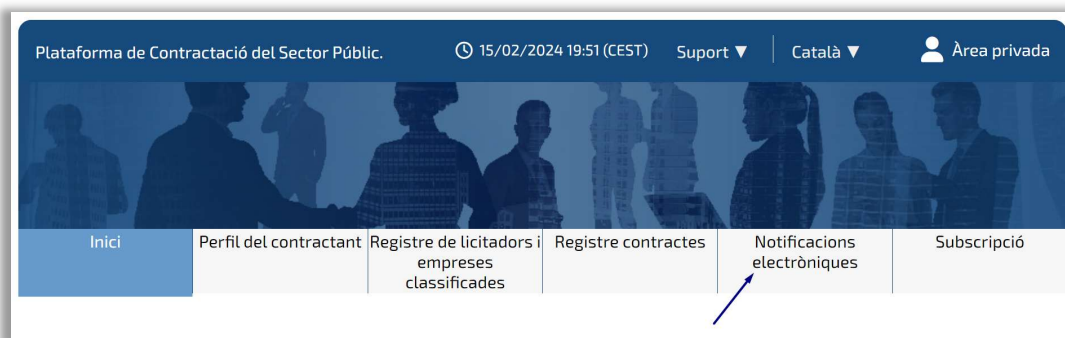 Plataforma de Contractació del Sector Públic.
15/02/2024 19:51 (CEST)
Suport ▼
Català ▼
Àrea privada
Inici
Perfil del contractant
Registre de licitadors i
empreses
classificades
Registre contractes
Notificacions
electròniques
Subscripció